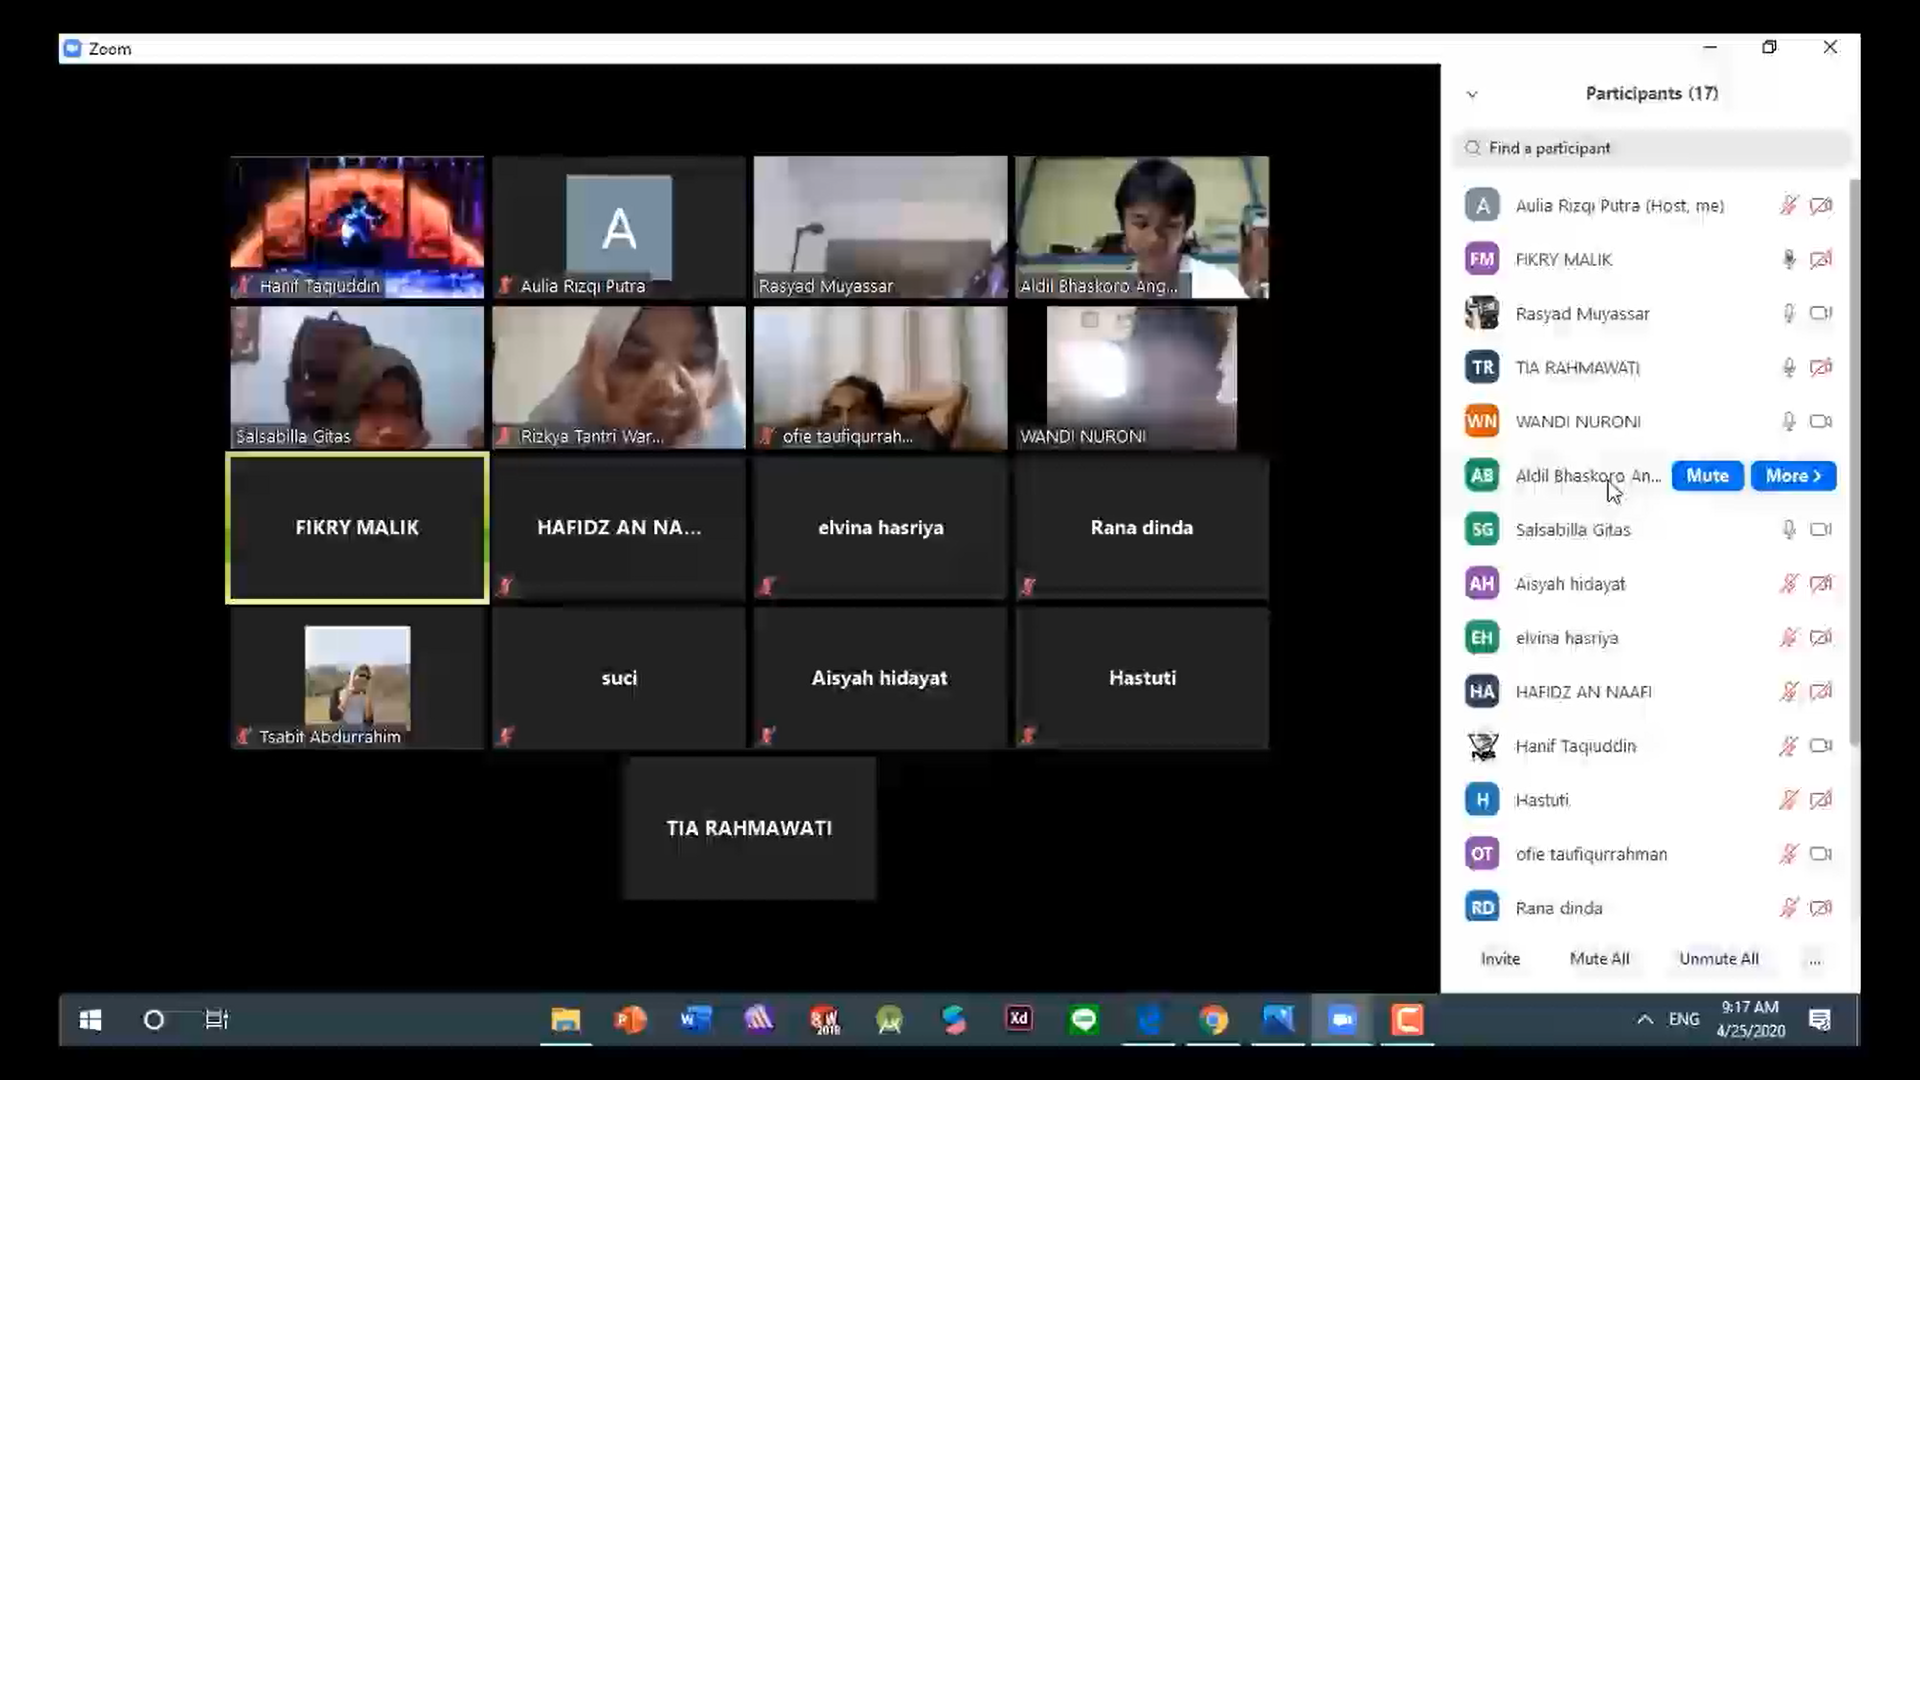 Zoom
Participants (17)
Find a participant
Hanif Taqiuddin
A
Aulia Rizqi Putra
Rasyad Muyassar
Aldil Bhaskoro Ang...
Salsabilla Gitas
Rizkya Tantri War...
ofie taufiqurrah...
WANDI NURONI
FIKRY MALIK
HAFIDZ AN NA...
elvina hasriya
Rana dinda
Tsabit Abdurrahim
suci
Aisyah hidayat
Hastuti
TIA RAHMAWATI
A Aulia Rizqi Putra (Host, me)
FM FIKRY MALIK
Rasyad Muyassar
TR TIA RAHMAWATI
WN WANDI NURONI
AB Aldil Bhaskoro An... Mute More >
SG Salsabilla Gitas
AH Aisyah hidayat
EH elvina hasriya
HA HAFIDZ AN NAAFI
Hanif Taqiuddin
H Hastuti
OT ofie taufiqurrahman
RD Rana dinda
Invite Mute All Unmute All ...
Xd
ENG
9:17 AM
4/25/2020